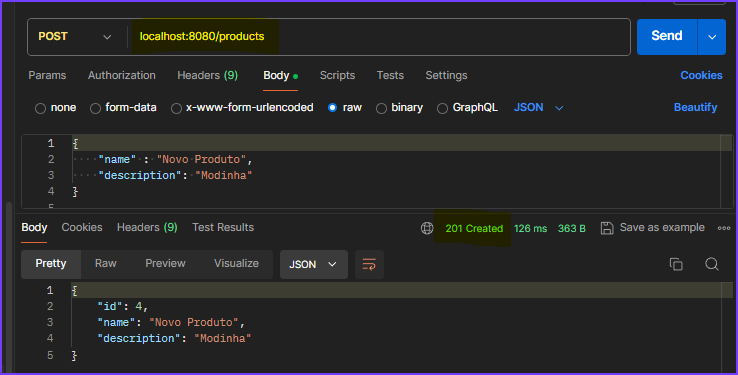 POST localhost:8080/products Send
Params Authorization Headers (9) Body Scripts Tests Settings Cookies
none form-data x-www-form-urlencoded raw binary GraphQL JSON Beautify
1 {
2 ····"name"·:·"Novo·Produto",
3 ····"description":·"Modinha"
4 }
5
Body Cookies Headers (9) Test Results 201 Created 126 ms 363 B Save as example
Pretty Raw Preview Visualize JSON
1 {
2 "id": 4,
3 "name": "Novo Produto",
4 "description": "Modinha"
5 }